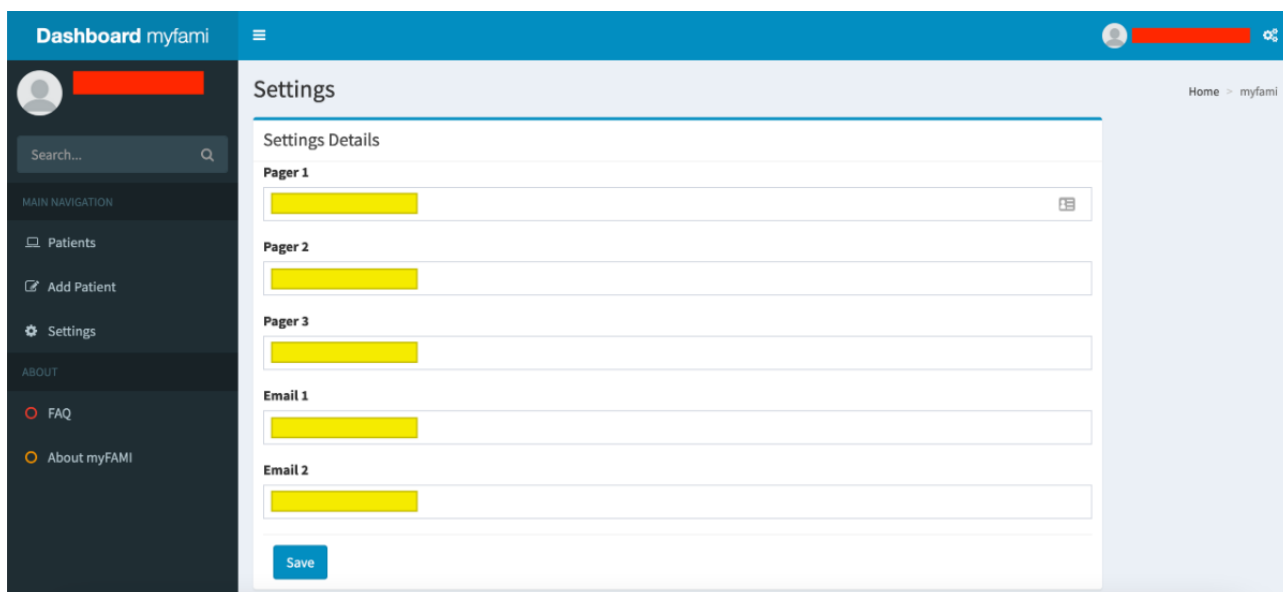 Dashboard myfami
Settings
Home > myfami
Search...
MAIN NAVIGATION
Patients
Add Patient
Settings
ABOUT
FAQ
About myFAMI
Settings Details
Pager 1
Pager 2
Pager 3
Email 1
Email 2
Save